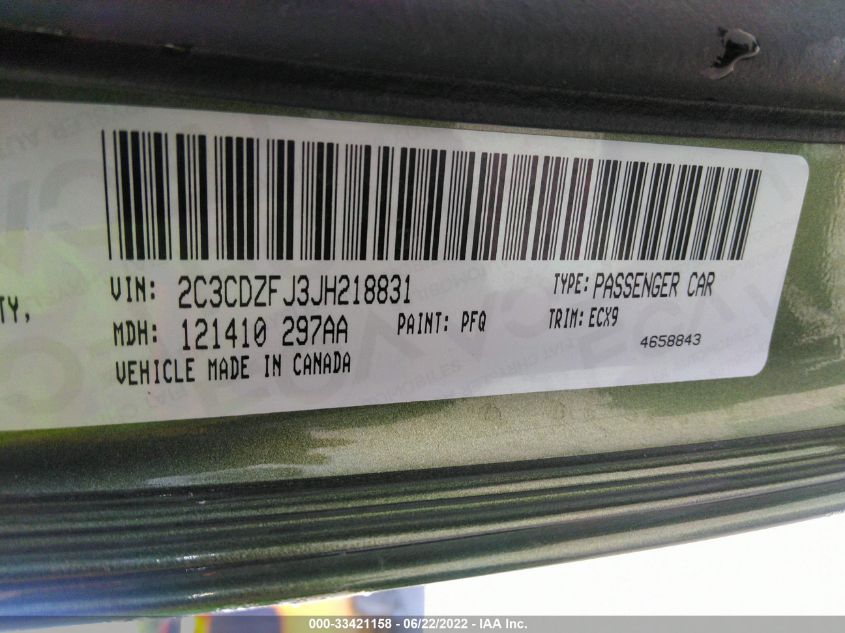 VIN: 2C3CDZFJ3JH218831 TYPE: PASSENGER CAR
TY,
MDH: 121410 297AA PAINT: PFQ TRIM: ECX9
4658843
VEHICLE MADE IN CANADA
000-33421158 - 06/22/2022 - IAA Inc.